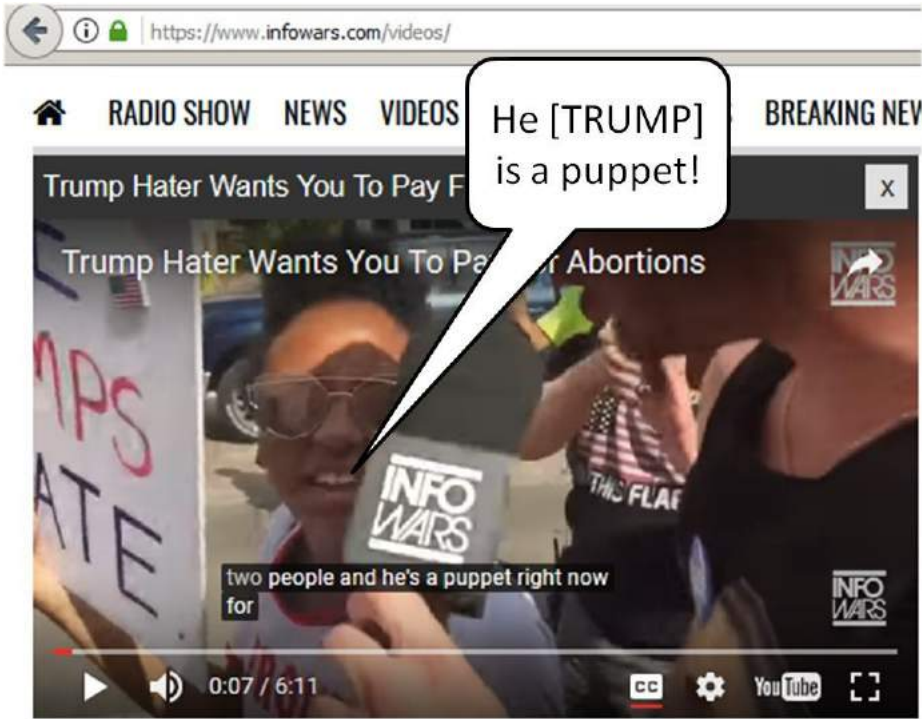 https://www.infowars.com/videos/
RADIO SHOW NEWS VIDEOS BREAKING NEW
He [TRUMP]
is a puppet!
Trump Hater Wants You To Pay F
X
Trump Hater Wants You To Pa r Abortions
INFO
WARS
MPS
ATE
INFO
WARS
THIS FLAG
two people and he's a puppet right now
for
INFO
WARS
0:07 / 6:11
CC
YouTube